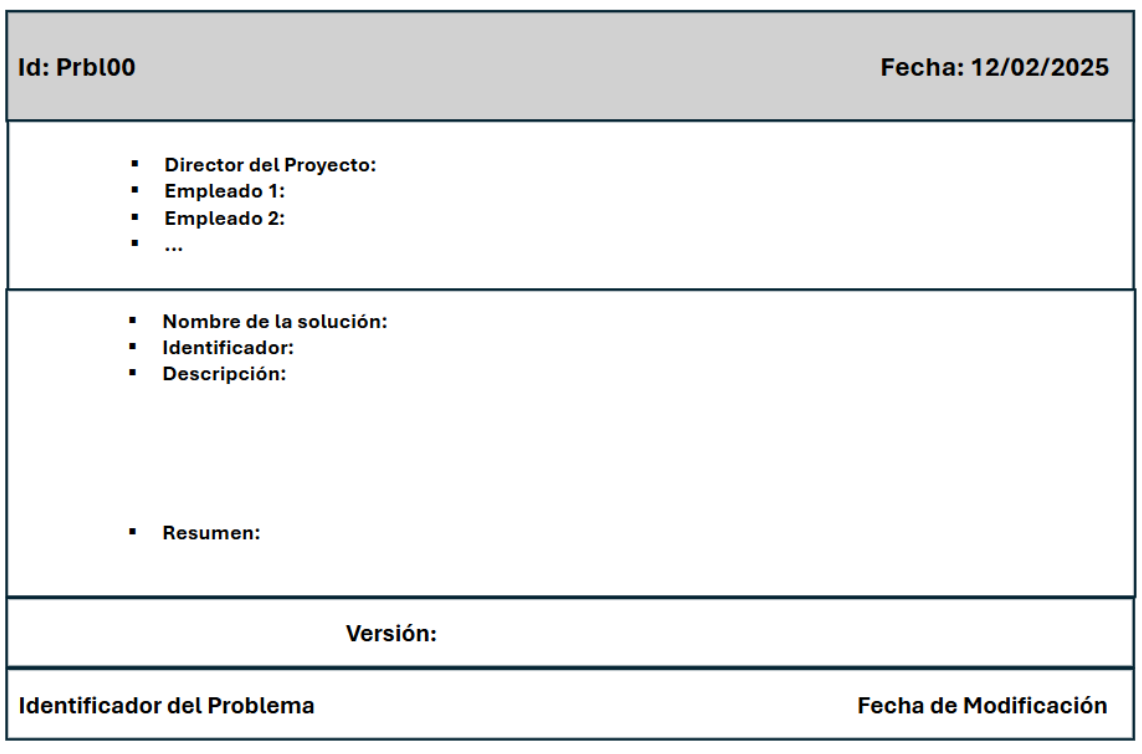 Id: Prbl00 Fecha: 12/02/2025
▪ Director del Proyecto:
▪ Empleado 1:
▪ Empleado 2:
▪ ...
▪ Nombre de la solución:
▪ Identificador:
▪ Descripción:
▪ Resumen:
Versión:
Identificador del Problema Fecha de Modificación